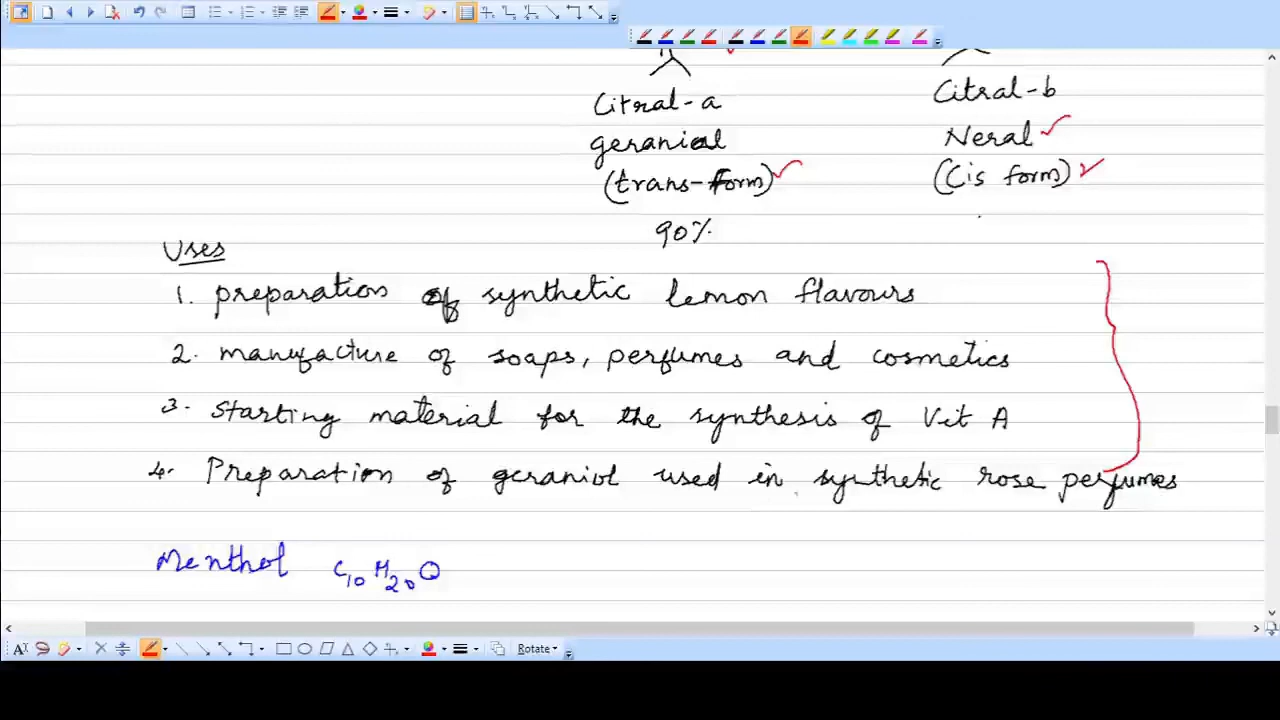 Citral-a
Citral-b
geranial
Neral
(trans-form)
(Cis form)
90%
Uses
1. preparation of synthetic lemon flavours
2. manufacture of soaps, perfumes and cosmetics
3. Starting material for the synthesis of Vit A
4. Preparation of geraniol used in synthetic rose perfumes
Menthol C10H20O
Rotate